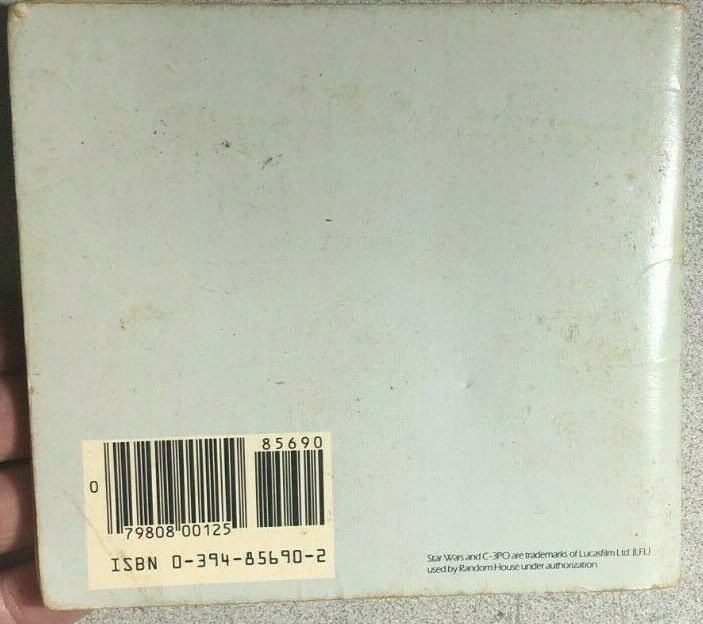 85690
0
79808 00125
ISBN 0-394-85690-2
Star Wars and C-3PO are trademarks of Lucasfilm Ltd. (LFL)
used by Random House under authorization.